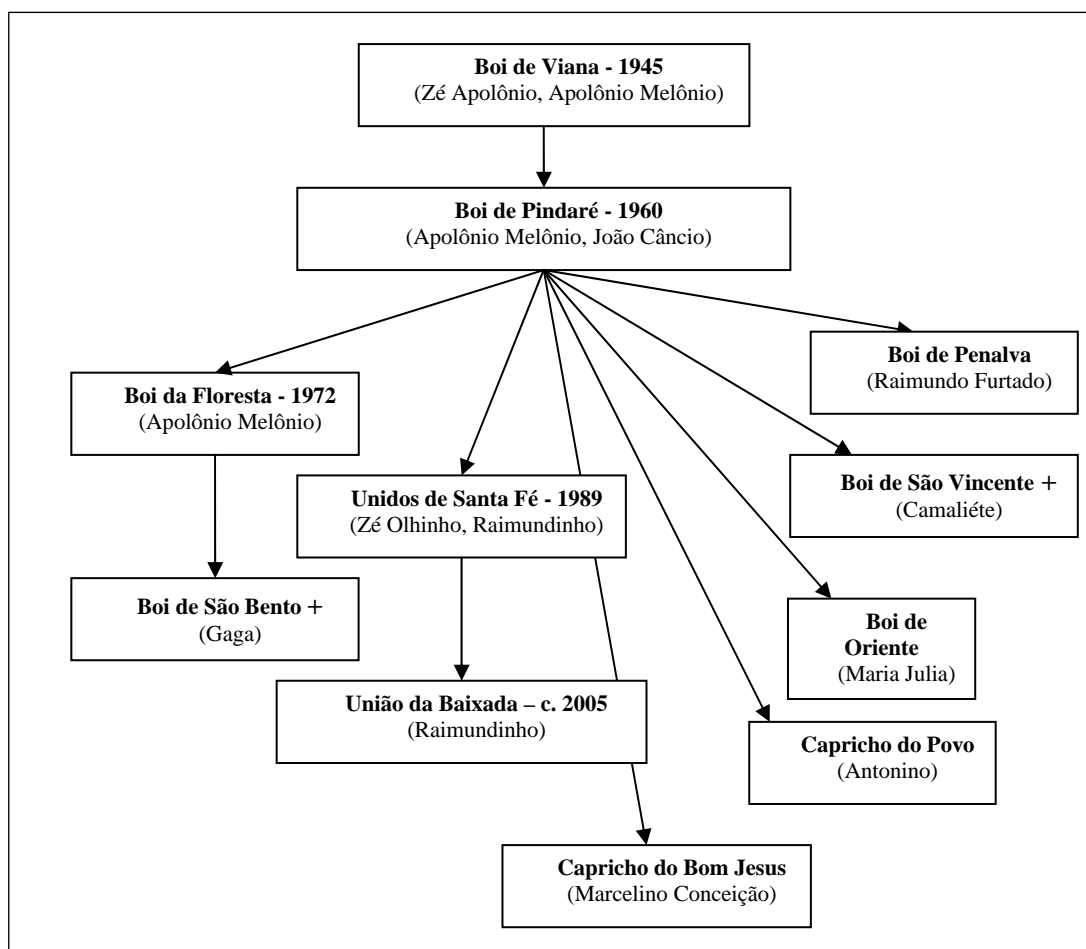 Boi de Viana - 1945
(Zé Apolônio, Apolônio Melônio)
Boi de Pindaré - 1960
(Apolônio Melônio, João Câncio)
Boi de Penalva
(Raimundo Furtado)
Boi da Floresta - 1972
(Apolônio Melônio)
Boi de São Vincente +
(Camaliéte)
Unidos de Santa Fé - 1989
(Zé Olhinho, Raimundinho)
Boi de São Bento +
(Gaga)
Boi de
Oriente
(Maria Julia)
União da Baixada – c. 2005
(Raimundinho)
Capricho do Povo
(Antonino)
Capricho do Bom Jesus
(Marcelino Conceição)